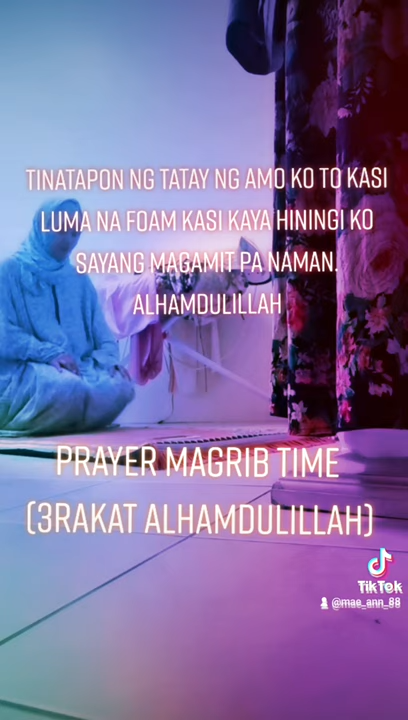 TINATAPON NG TATAY NG AMO KO TO KASI
LUMA NA FOAM KASI KAYA HININGI KO
SAYANG MAGAMIT PA NAMAN.
ALHAMDULILLAH
PRAYER MAGRIB TIME
(3RAKAT ALHAMDULILLAH)
TikTok
@mae_ann_88